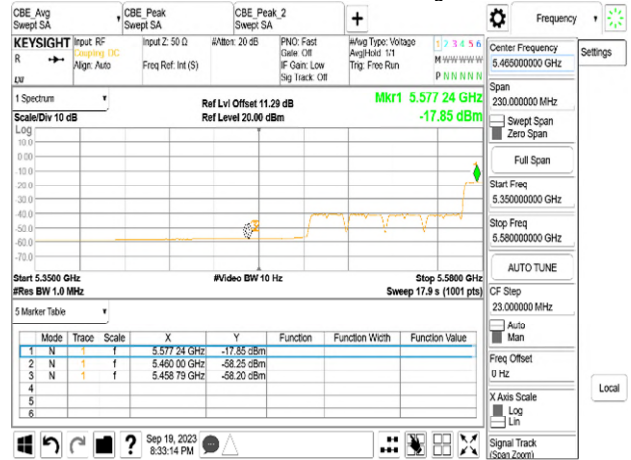 CBE_Avg
Swept SA
CBE_Peak
Swept SA
CBE_Peak_2
Swept SA
Frequency
KEYSIGHT
R
Input: RF
Coupling: DC
Align: Auto
Input Z: 50 Ω
Freq Ref: Int (S)
#Atten: 20 dB
PNO: Fast
Gate: Off
IF Gain: Low
Sig Track: Off
#Avg Type: Voltage
Avg|Hold: 1/1
Trig: Free Run
1 2 3 4 5 6
M W W W W W
P N N N N N
Center Frequency
5.465000000 GHz
Settings
Span
230.000000 MHz
Swept Span
Zero Span
Full Span
Start Freq
5.350000000 GHz
Stop Freq
5.580000000 GHz
AUTO TUNE
CF Step
23.000000 MHz
Auto
Man
Freq Offset
0 Hz
X Axis Scale
Log
Lin
Signal Track
(Span Zoom)
Local
1 Spectrum
Scale/Div 10 dB
Ref Lvl Offset 11.29 dB
Ref Level 20.00 dBm
Mkr1 5.577 24 GHz
-17.85 dBm
Log
10.0
0.00
-10.0
-20.0
-30.0
-40.0
-50.0
-60.0
-70.0
Start 5.3500 GHz
#Video BW 10 Hz
Stop 5.5800 GHz
#Res BW 1.0 MHz
Sweep 17.9 s (1001 pts)
5 Marker Table
Mode Trace Scale X Y Function Function Width Function Value
1 N 1 f 5.577 24 GHz -17.85 dBm
2 N 1 f 5.460 00 GHz -58.25 dBm
3 N 1 f 5.458 79 GHz -58.20 dBm
4
5
6
?
Sep 19, 2023
8:33:14 PM